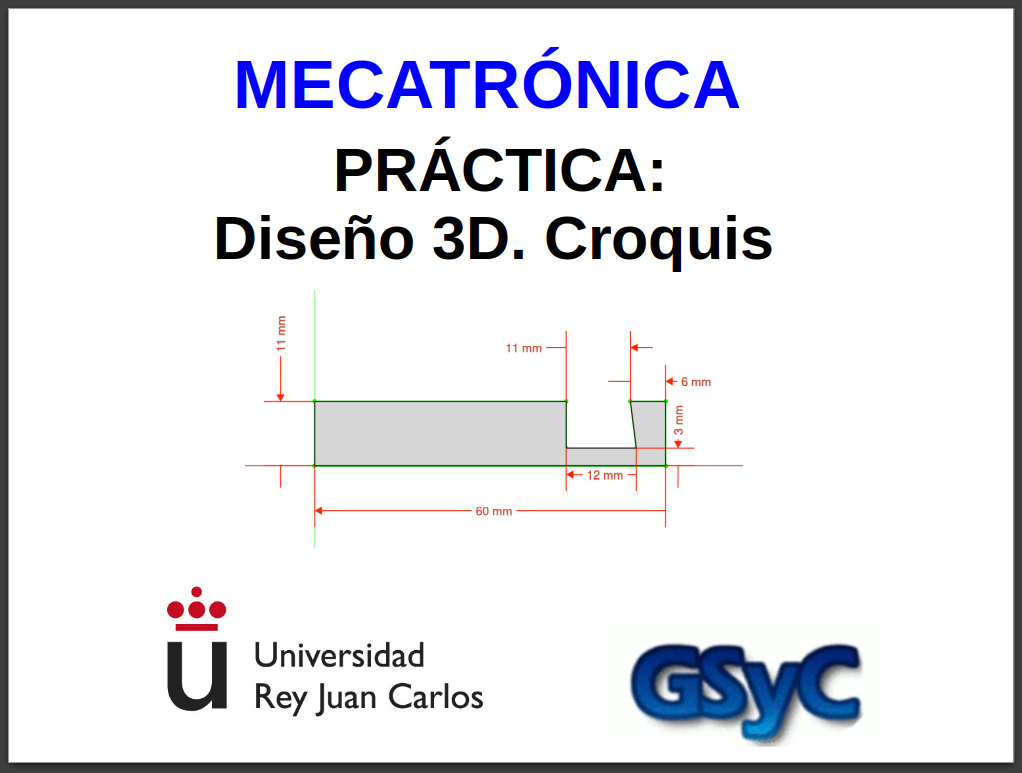 MECATRÓNICA
PRÁCTICA:
Diseño 3D. Croquis
11 mm
11 mm
6 mm
3 mm
12 mm
60 mm
Universidad
Rey Juan Carlos
u
GSyC